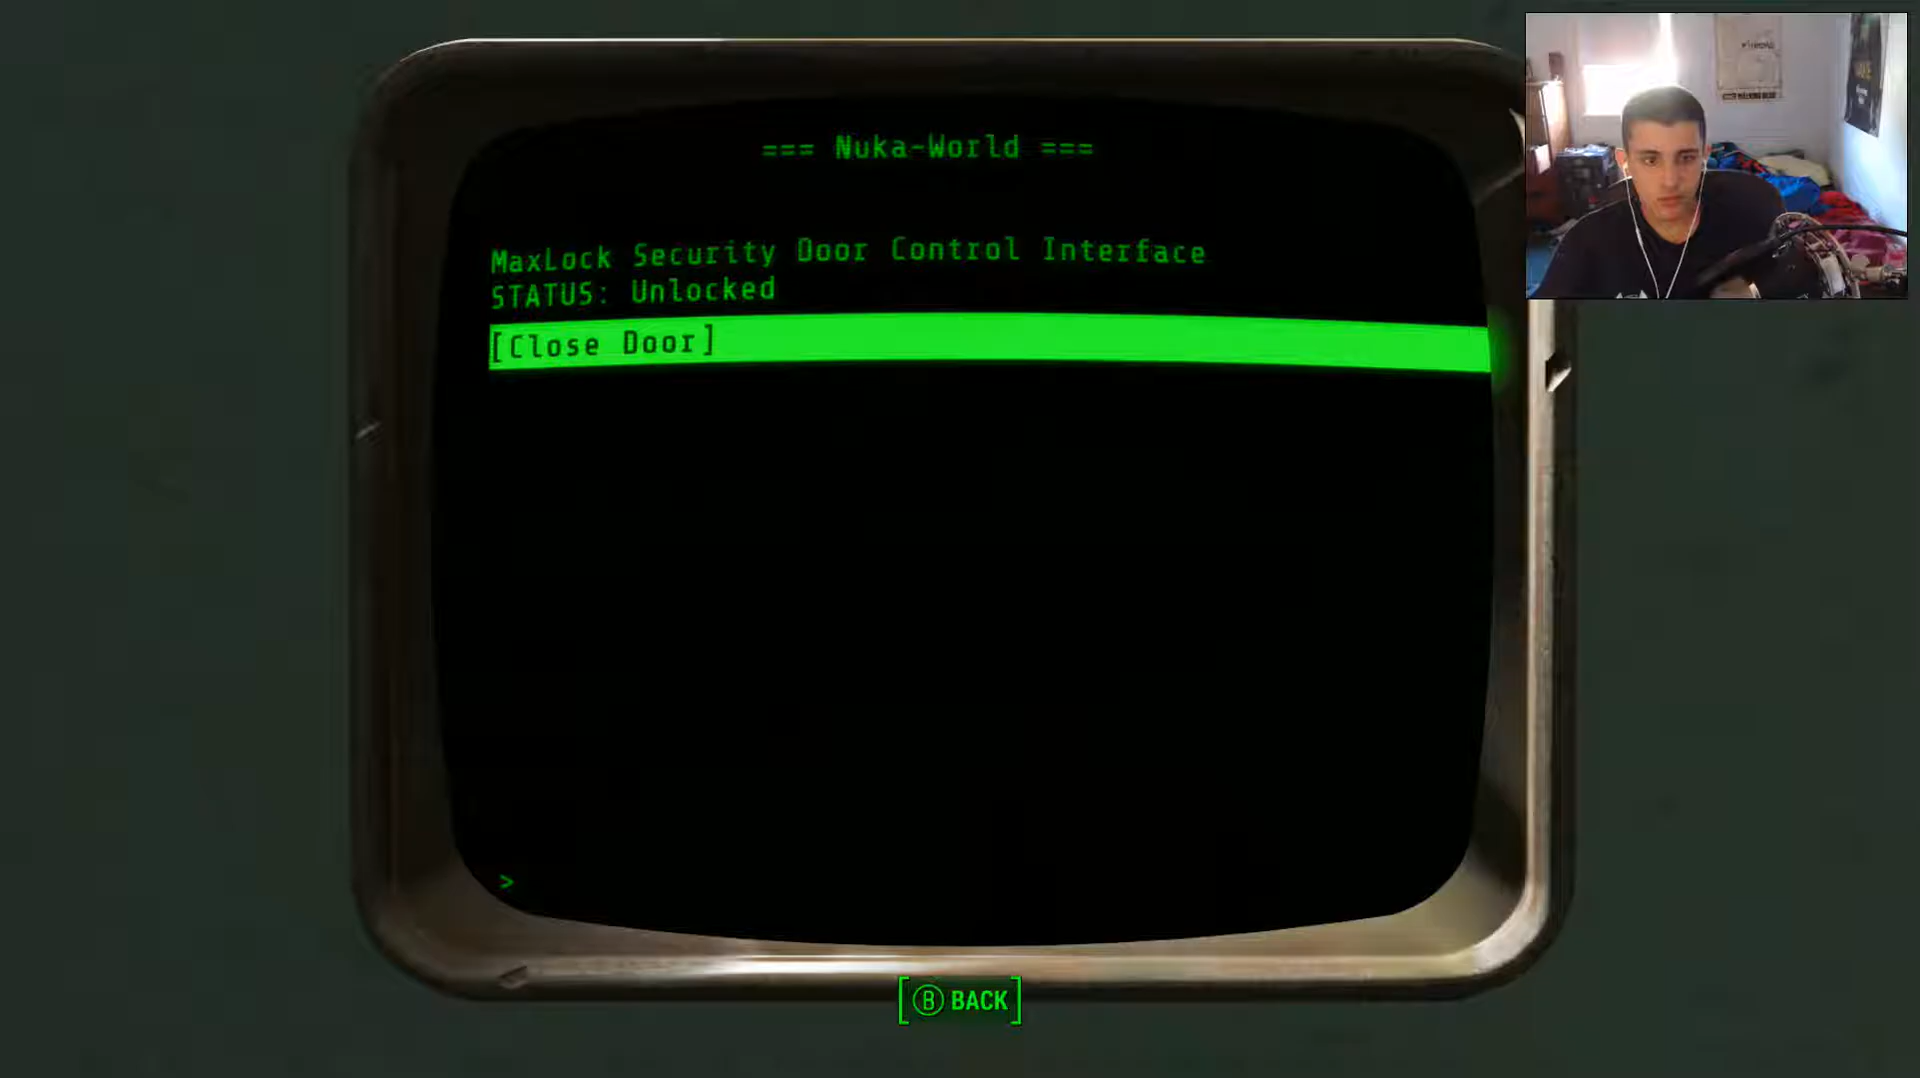 === Nuka-World ===
MaxLock Security Door Control Interface
STATUS: Unlocked
[Close Door]
>
[Ⓑ BACK]